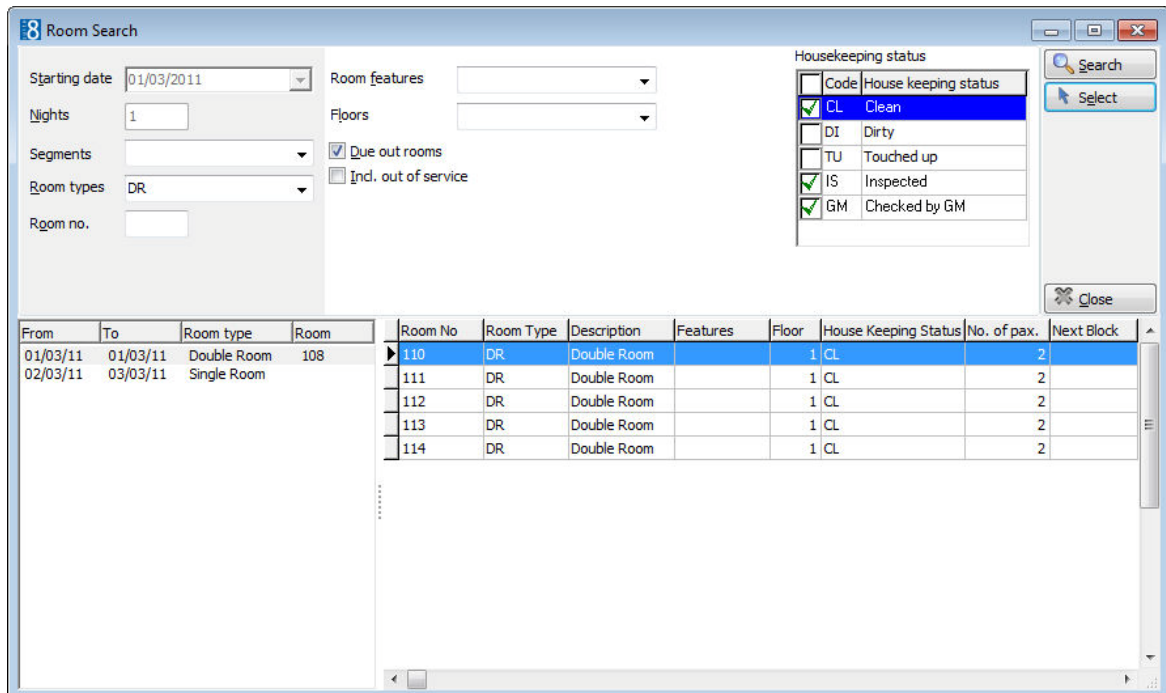 8 Room Search
Housekeeping status
Starting date 01/03/2011 Room features Search
Code House keeping status
CL Clean Select
Nights 1 Floors
DI Dirty
Segments Due out rooms TU Touched up
Incl. out of service
Room types DR IS Inspected
GM Checked by GM
Room no.
Close
From To Room type Room
01/03/11 01/03/11 Double Room 108
02/03/11 03/03/11 Single Room
Room No Room Type Description Features Floor House Keeping Status No. of pax. Next Block
110 DR Double Room 1 CL 2
111 DR Double Room 1 CL 2
112 DR Double Room 1 CL 2
113 DR Double Room 1 CL 2
114 DR Double Room 1 CL 2